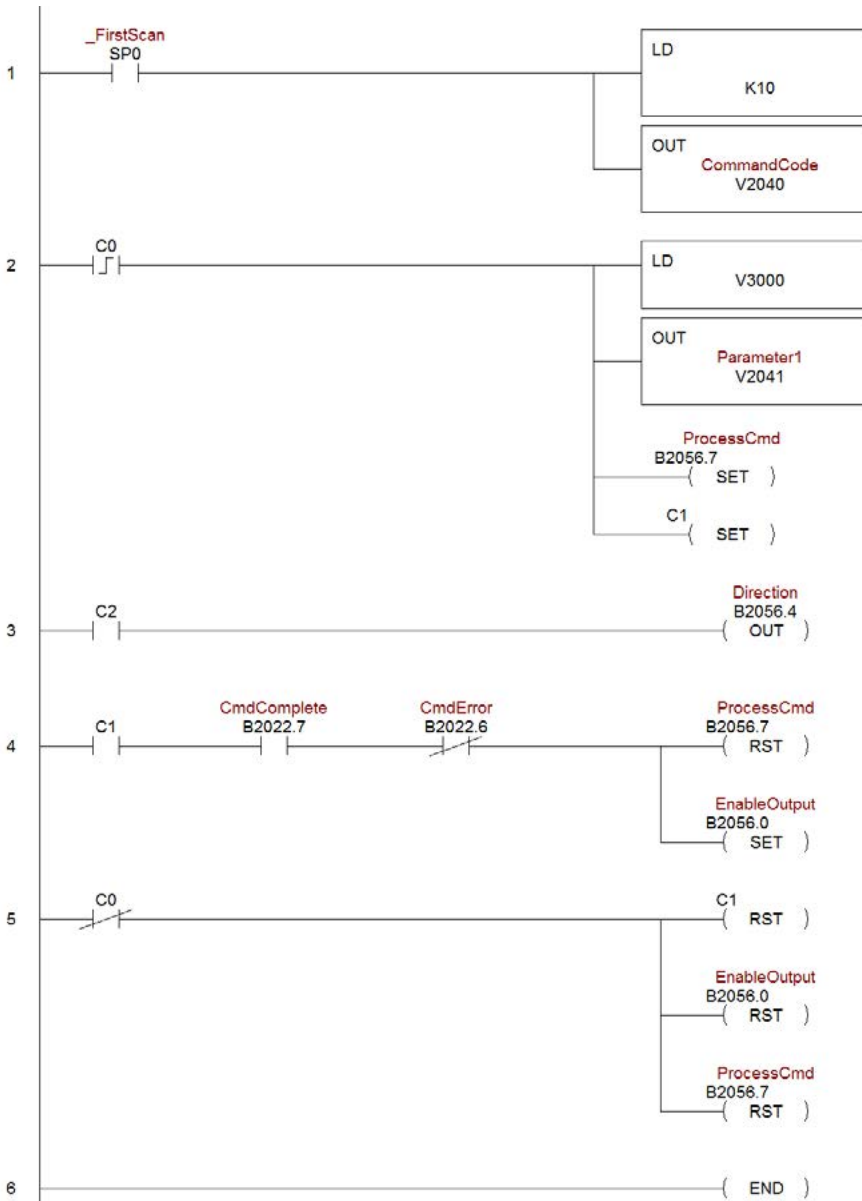 _FirstScan
SP0
1
LD
K10
OUT
CommandCode
V2040
C0
2
LD
V3000
OUT
Parameter1
V2041
ProcessCmd
B2056.7
( SET )
C1
( SET )
C2
3
Direction
B2056.4
( OUT )
C1
4
CmdComplete
B2022.7
CmdError
B2022.6
ProcessCmd
B2056.7
( RST )
EnableOutput
B2056.0
( SET )
C0
5
C1
( RST )
EnableOutput
B2056.0
( RST )
ProcessCmd
B2056.7
( RST )
6
( END )